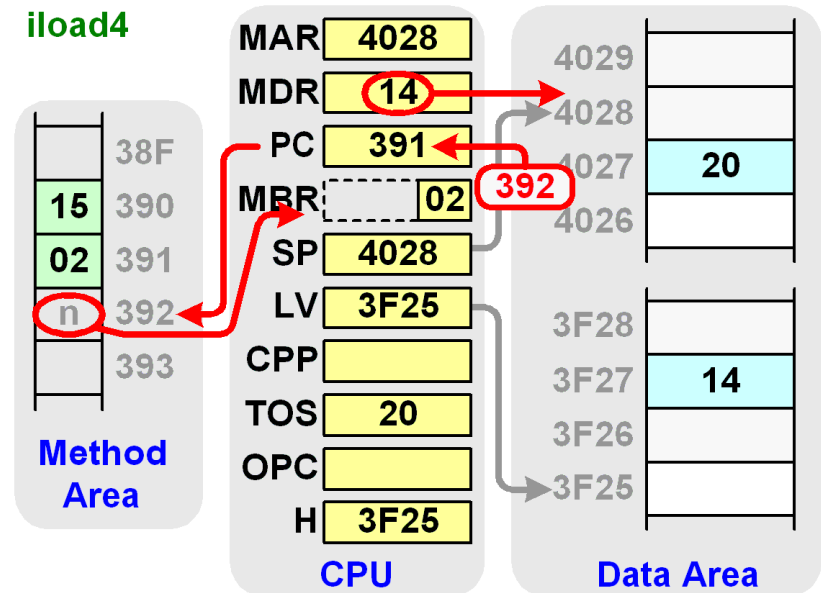 iload4
38F
15 390
02 391
n 392
393
Method
Area
MAR 4028
MDR 14
PC 391
392
MBR 02
SP 4028
LV 3F25
CPP
TOS 20
OPC
H 3F25
CPU
4029
4028
4027 20
4026
3F28
3F27 14
3F26
3F25
Data Area